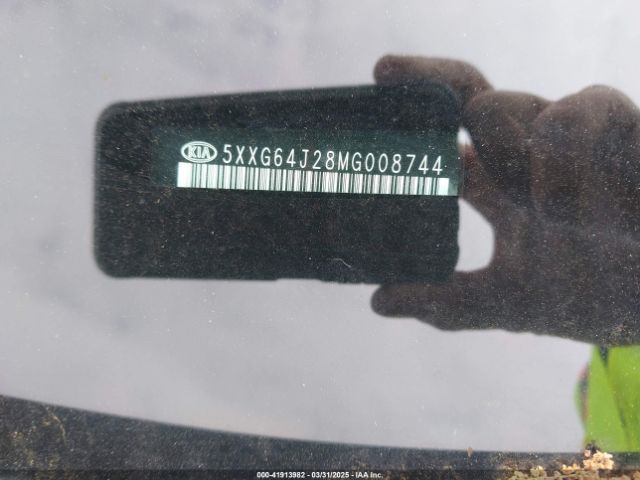 KIA 5XXG64J28MG008744
000-41913982 - 03/31/2025 - IAA, Inc.